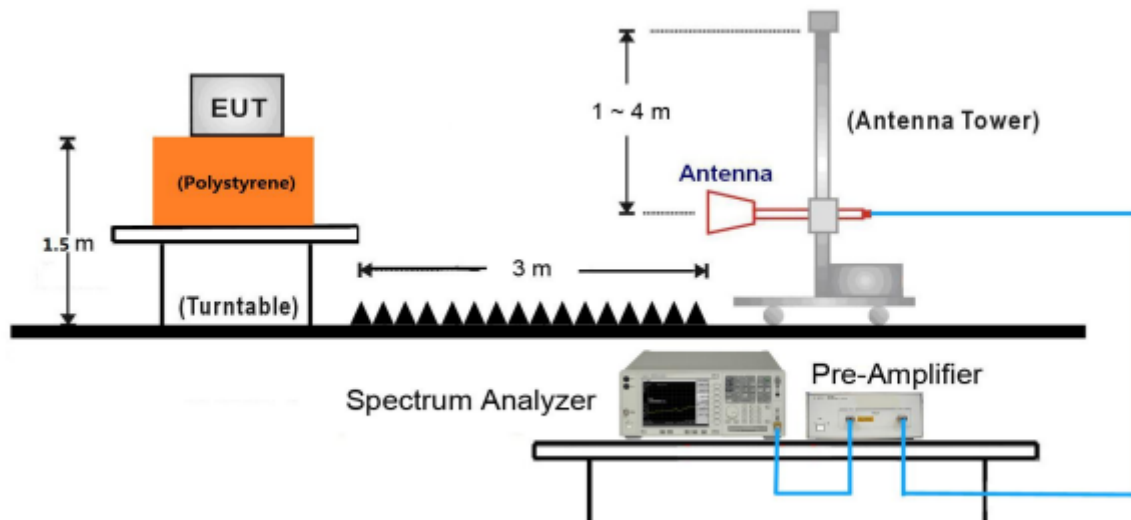 EUT
(Polystyrene)
1.5 m
(Turntable)
3 m
1 ~ 4 m
(Antenna Tower)
Antenna
Spectrum Analyzer
Pre-Amplifier